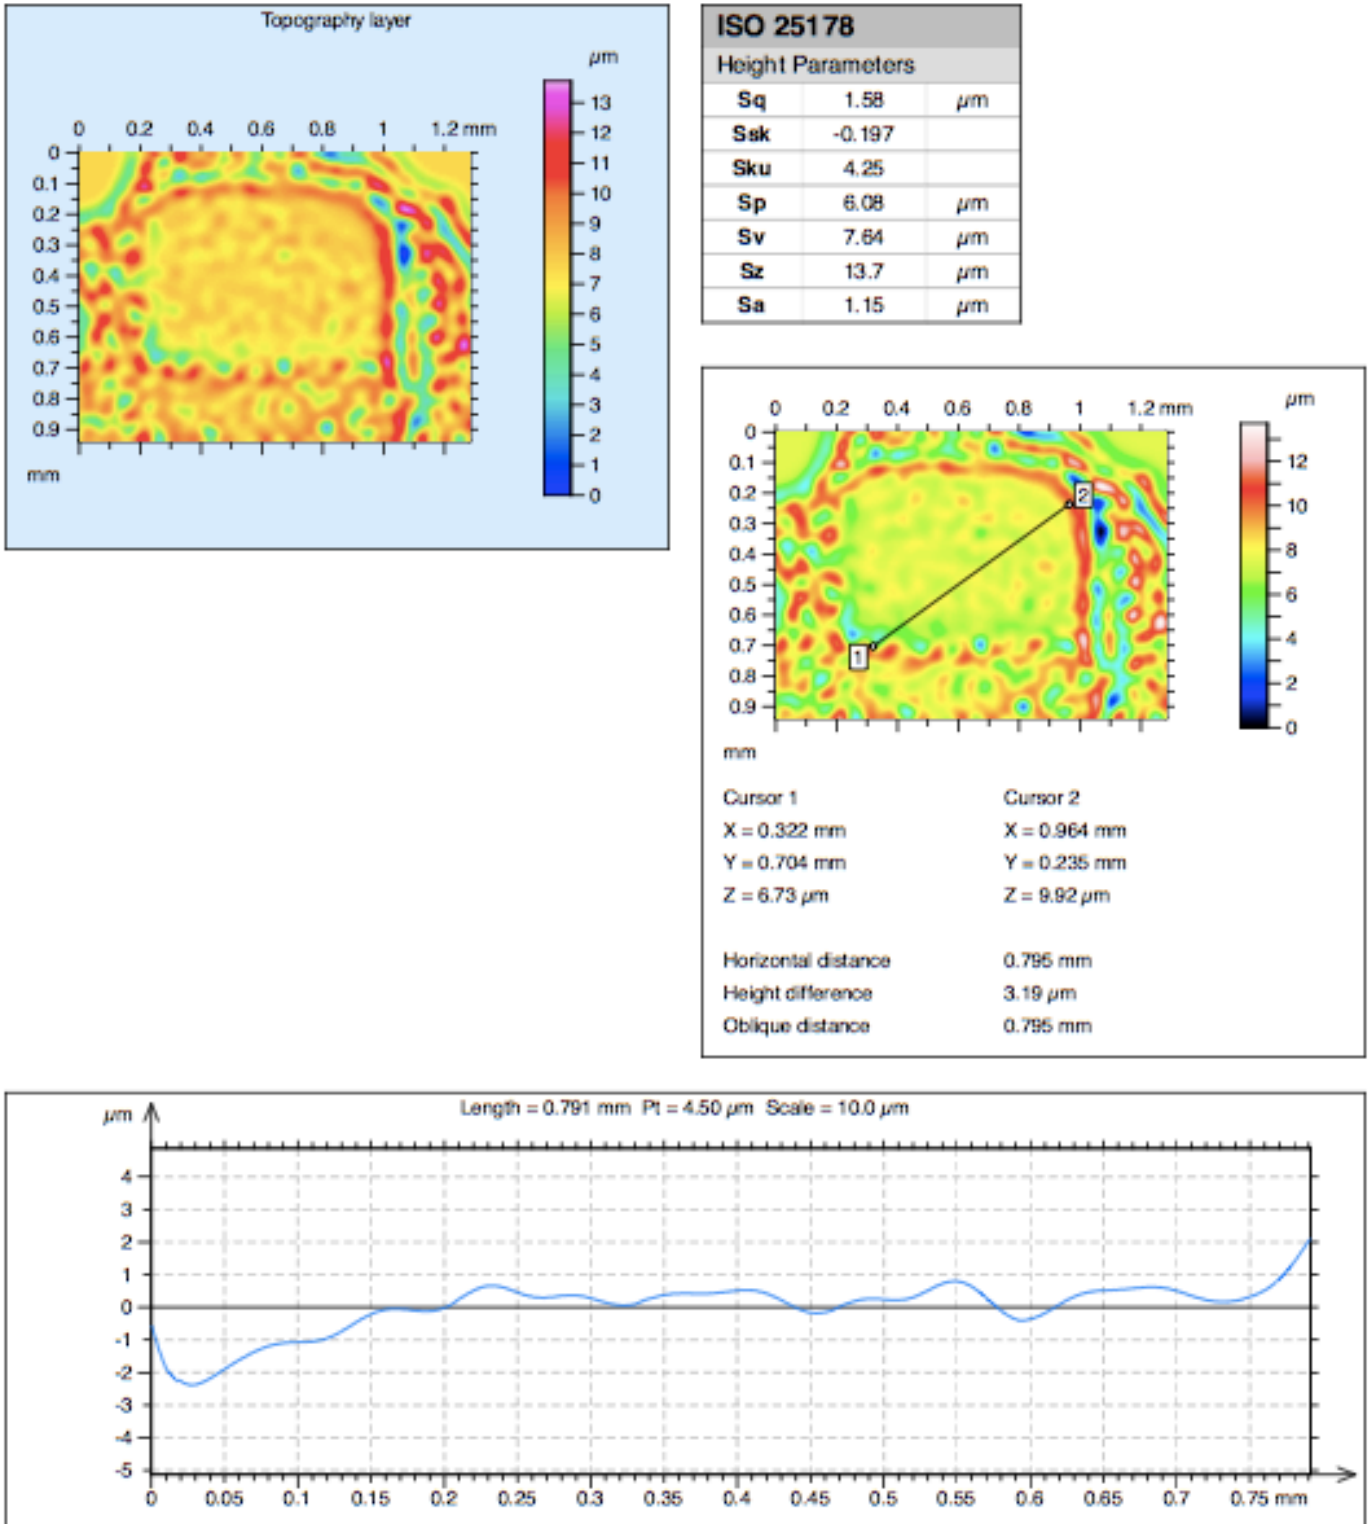 Topography layer
µm
0 0.2 0.4 0.6 0.8 1 1.2 mm
0
0.1
0.2
0.3
0.4
0.5
0.6
0.7
0.8
0.9
mm
13
12
11
10
9
8
7
6
5
4
3
2
1
0
ISO 25178
Height Parameters
Sq 1.58 µm
Ssk -0.197
Sku 4.25
Sp 6.08 µm
Sv 7.64 µm
Sz 13.7 µm
Sa 1.15 µm
µm
0 0.2 0.4 0.6 0.8 1 1.2 mm
0
0.1
0.2
0.3
0.4
0.5
0.6
0.7
0.8
0.9
mm
2
1
12
10
8
6
4
2
0
Cursor 1 Cursor 2
X = 0.322 mm X = 0.964 mm
Y = 0.704 mm Y = 0.235 mm
Z = 6.73 µm Z = 9.92 µm
Horizontal distance 0.795 mm
Height difference 3.19 µm
Oblique distance 0.795 mm
µm Length = 0.791 mm Pt = 4.50 µm Scale = 10.0 µm
4
3
2
1
0
-1
-2
-3
-4
-5
0 0.05 0.1 0.15 0.2 0.25 0.3 0.35 0.4 0.45 0.5 0.55 0.6 0.65 0.7 0.75 mm